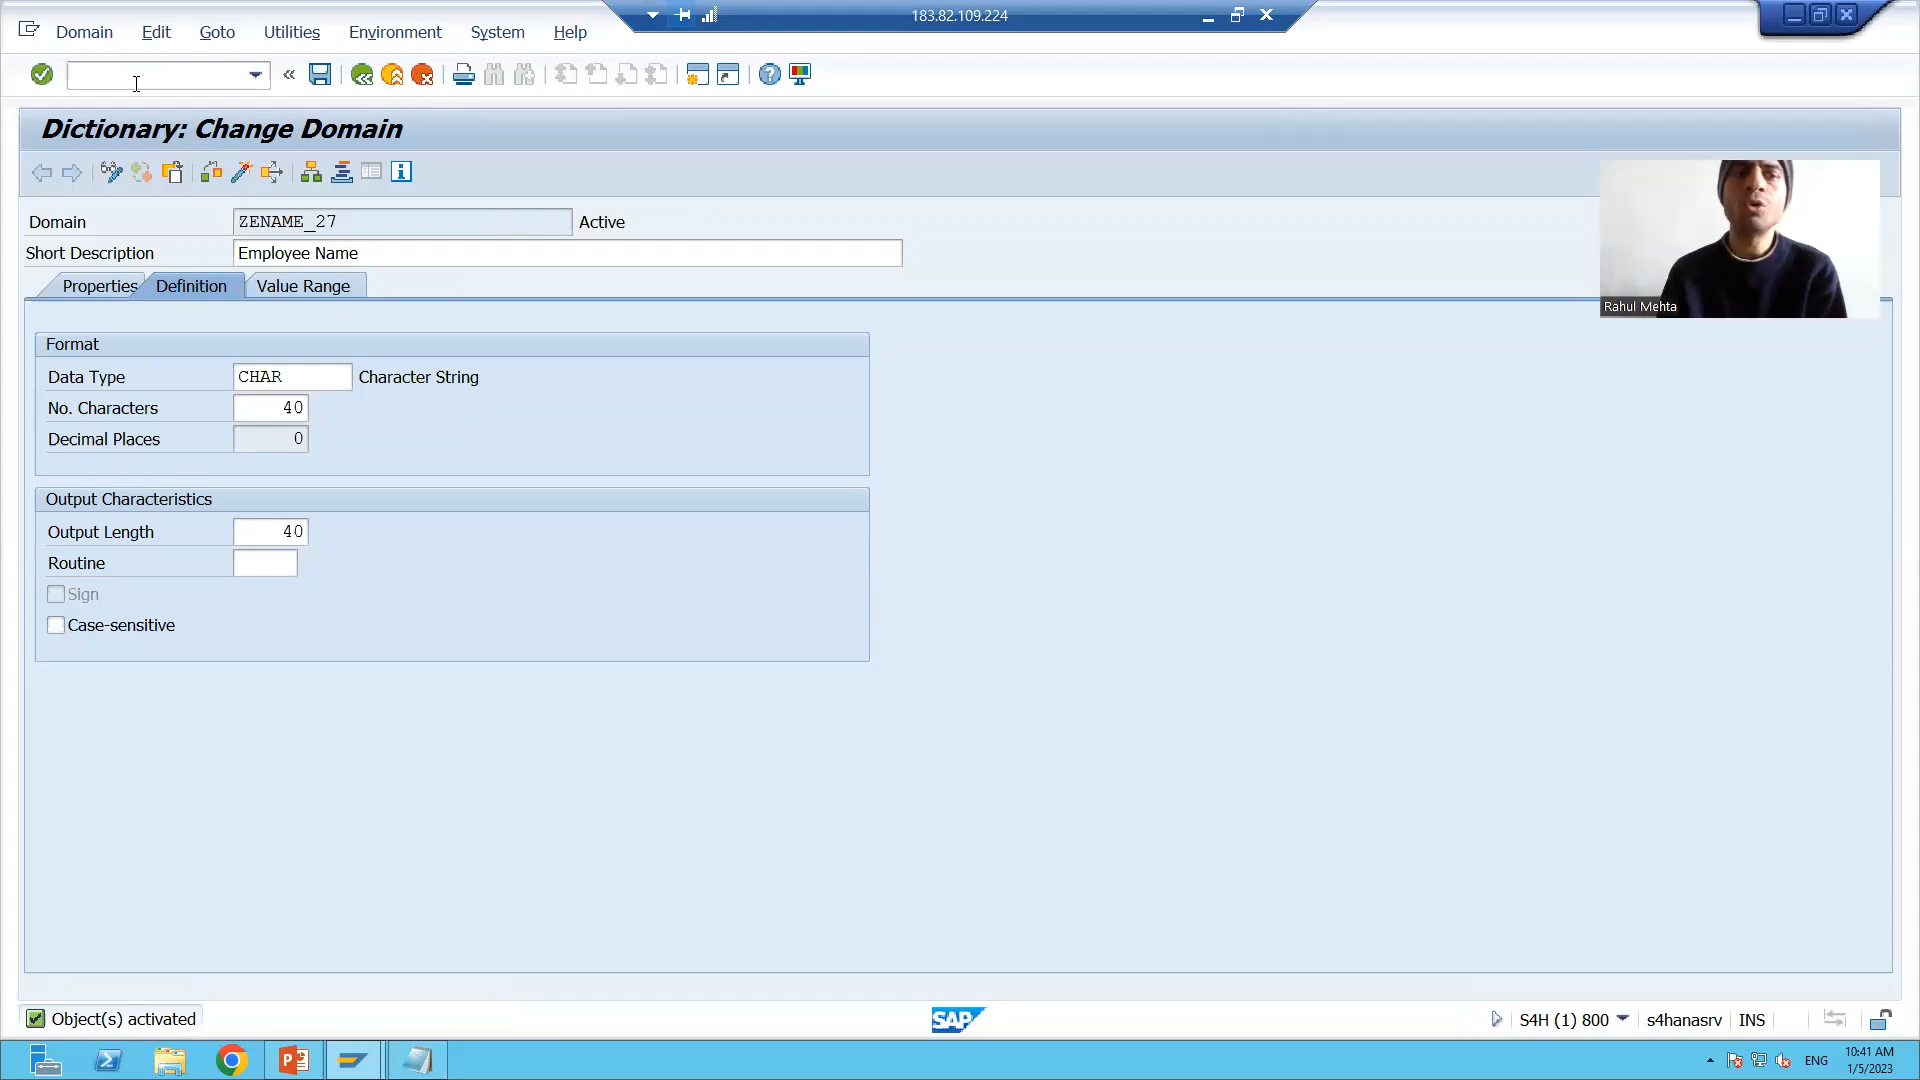 183.82.109.224
Domain Edit Goto Utilities Environment System Help
Dictionary: Change Domain
Domain ZENAME_27 Active
Short Description Employee Name
Properties Definition Value Range
Rahul Mehta
Format
Data Type CHAR Character String
No. Characters 40
Decimal Places 0
Output Characteristics
Output Length 40
Routine
Sign
Case-sensitive
Object(s) activated SAP S4H (1) 800 s4hanasrv INS
ENG 10:41 AM
1/5/2023